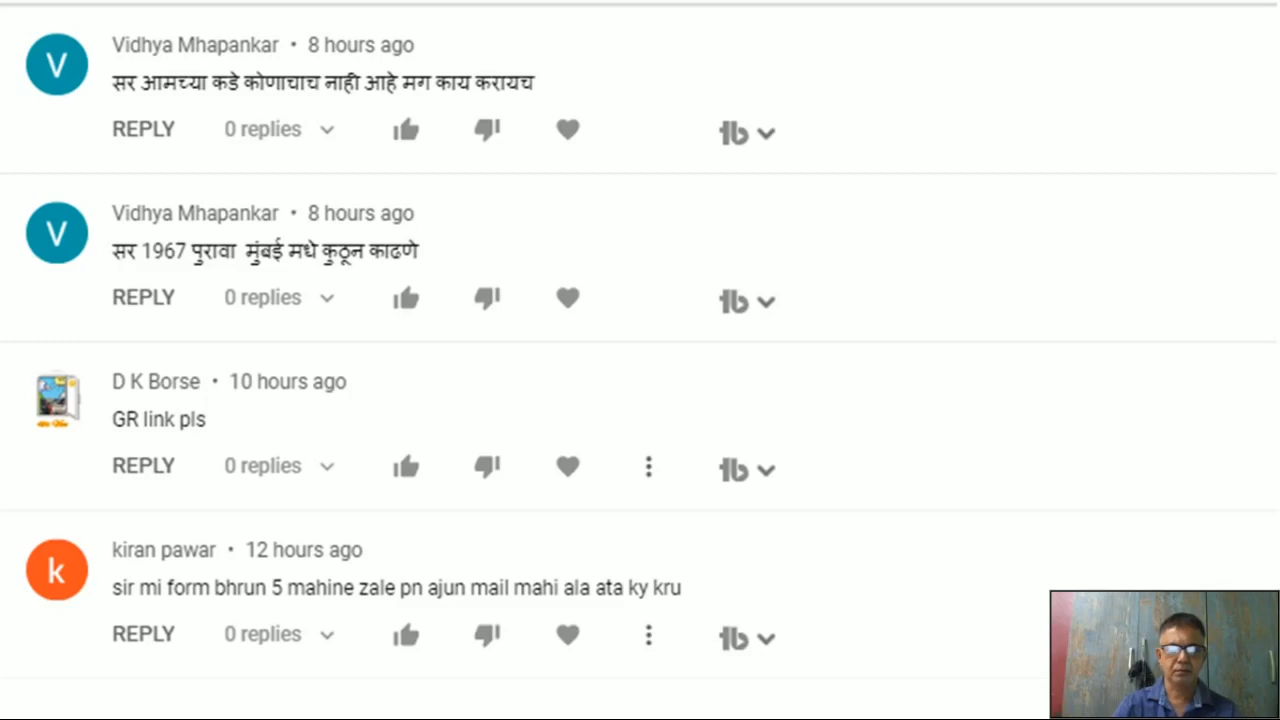 Vidhya Mhapankar • 8 hours ago
सर आमच्या कडे कोणाचाच नाही आहे मग काय करायच
REPLY 0 replies
Vidhya Mhapankar • 8 hours ago
सर 1967 पुरावा मुंबई मधे कुठून काढणे
REPLY 0 replies
D K Borse • 10 hours ago
GR link pls
REPLY 0 replies
kiran pawar • 12 hours ago
sir mi form bhrun 5 mahine zale pn ajun mail mahi ala ata ky kru
REPLY 0 replies